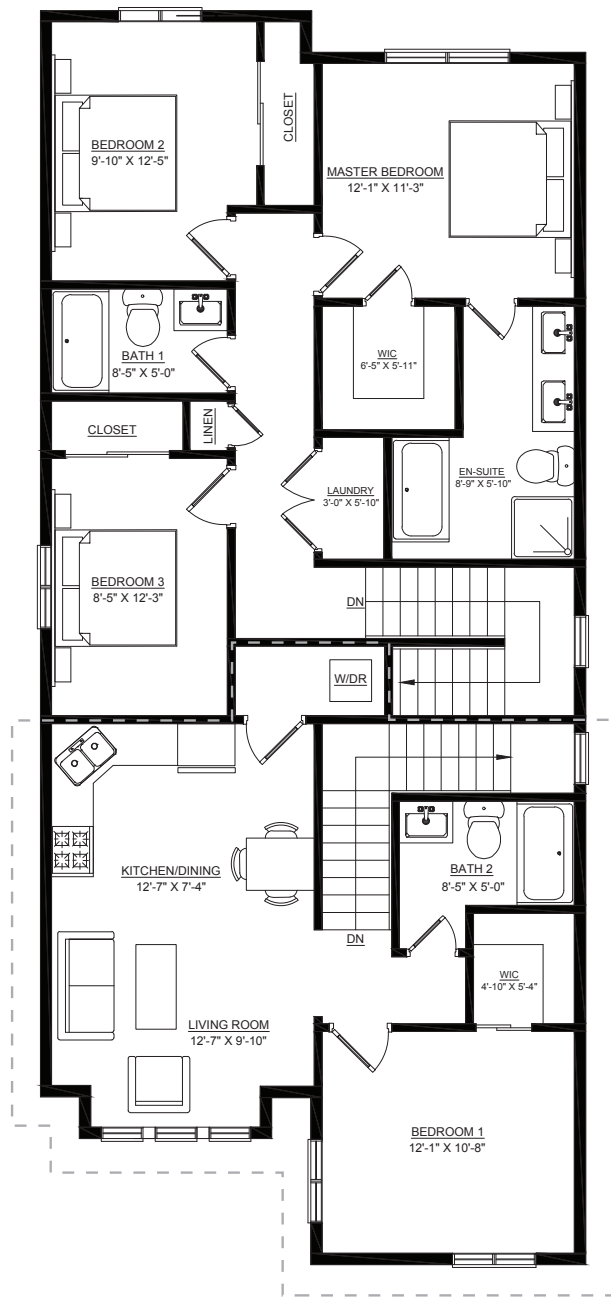 BEDROOM 2
9'-10" X 12'-5"
CLOSET
MASTER BEDROOM
12'-1" X 11'-3"
BATH 1
8'-5" X 5'-0"
WIC
6'-5" X 5'-11"
CLOSET
LINEN
LAUNDRY
3'-0" X 5'-10"
EN-SUITE
8'-9" X 5'-10"
BEDROOM 3
8'-5" X 12'-3"
DN
W/DR
KITCHEN/DINING
12'-7" X 7'-4"
BATH 2
8'-5" X 5'-0"
DN
WIC
4'-10" X 5'-4"
LIVING ROOM
12'-7" X 9'-10"
BEDROOM 1
12'-1" X 10'-8"